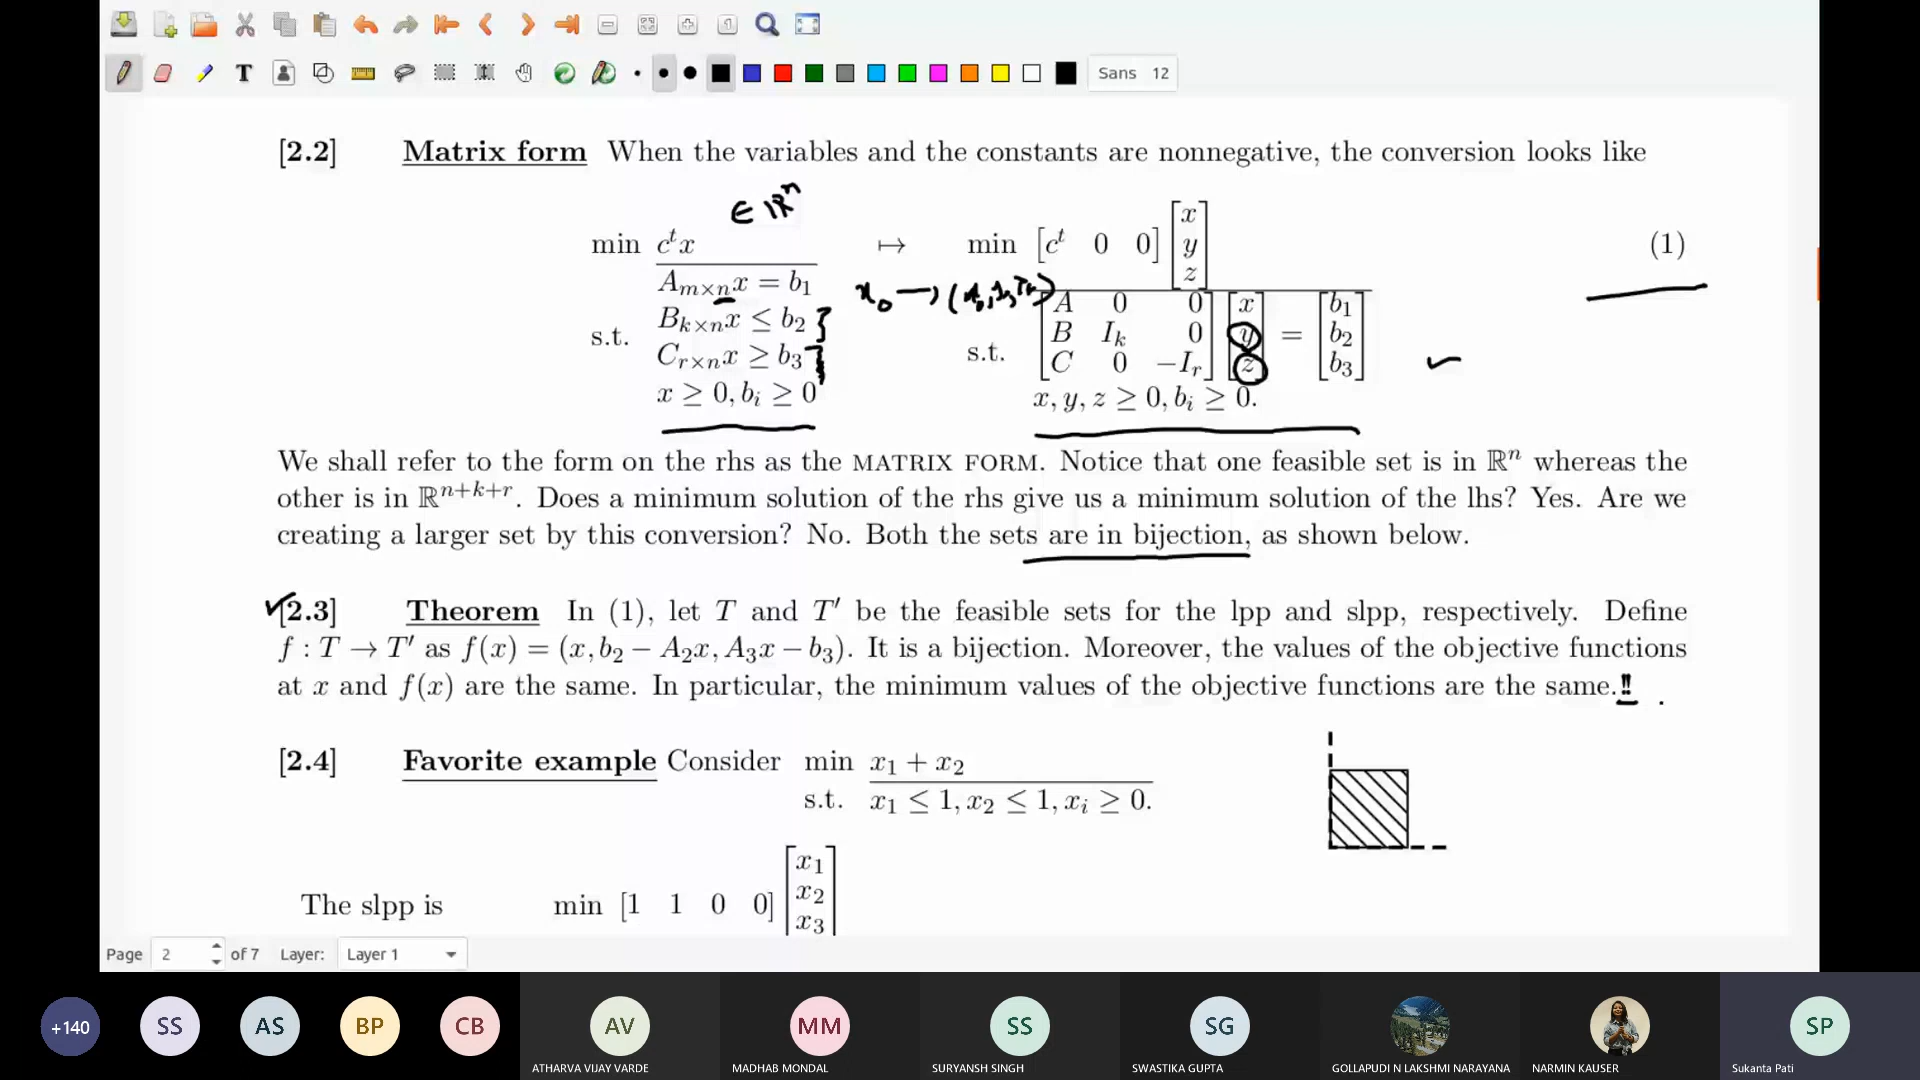 T
1
Sans 12
[2.2] Matrix form When the variables and the constants are nonnegative, the conversion looks like
∈ ℝⁿ
min cᵗx ↦ min [cᵗ 0 0] [x y z] (1)
s.t. Aₘₓₙx = b₁
Bₖₓₙx ≤ b₂
Cᵣₓₙx ≥ b₃
x ≥ 0, bᵢ ≥ 0
x₀ →
s.t. [A 0 0; B Iₖ 0; C 0 −Iᵣ] [x y z] = [b₁ b₂ b₃]
x, y, z ≥ 0, bᵢ ≥ 0.
We shall refer to the form on the rhs as the MATRIX FORM. Notice that one feasible set is in ℝⁿ whereas the
other is in ℝⁿ⁺ᵏ⁺ʳ. Does a minimum solution of the rhs give us a minimum solution of the lhs? Yes. Are we
creating a larger set by this conversion? No. Both the sets are in bijection, as shown below.
[2.3] Theorem In (1), let T and T′ be the feasible sets for the lpp and slpp, respectively. Define
f : T → T′ as f(x) = (x, b₂ − A₂x, A₃x − b₃). It is a bijection. Moreover, the values of the objective functions
at x and f(x) are the same. In particular, the minimum values of the objective functions are the same.!!
[2.4] Favorite example Consider min x₁ + x₂
s.t. x₁ ≤ 1, x₂ ≤ 1, xᵢ ≥ 0.
The slpp is min [1 1 0 0] [x₁ x₂ x₃
Page 2 of 7 Layer: Layer 1
+140 SS AS BP CB AV MM SS SG SP
ATHARVA VIJAY VARDE MADHAB MONDAL SURYANSH SINGH SWASTIKA GUPTA GOLLAPUDI N LAKSHMI NARAYANA NARMIN KAUSER Sukanta Pati